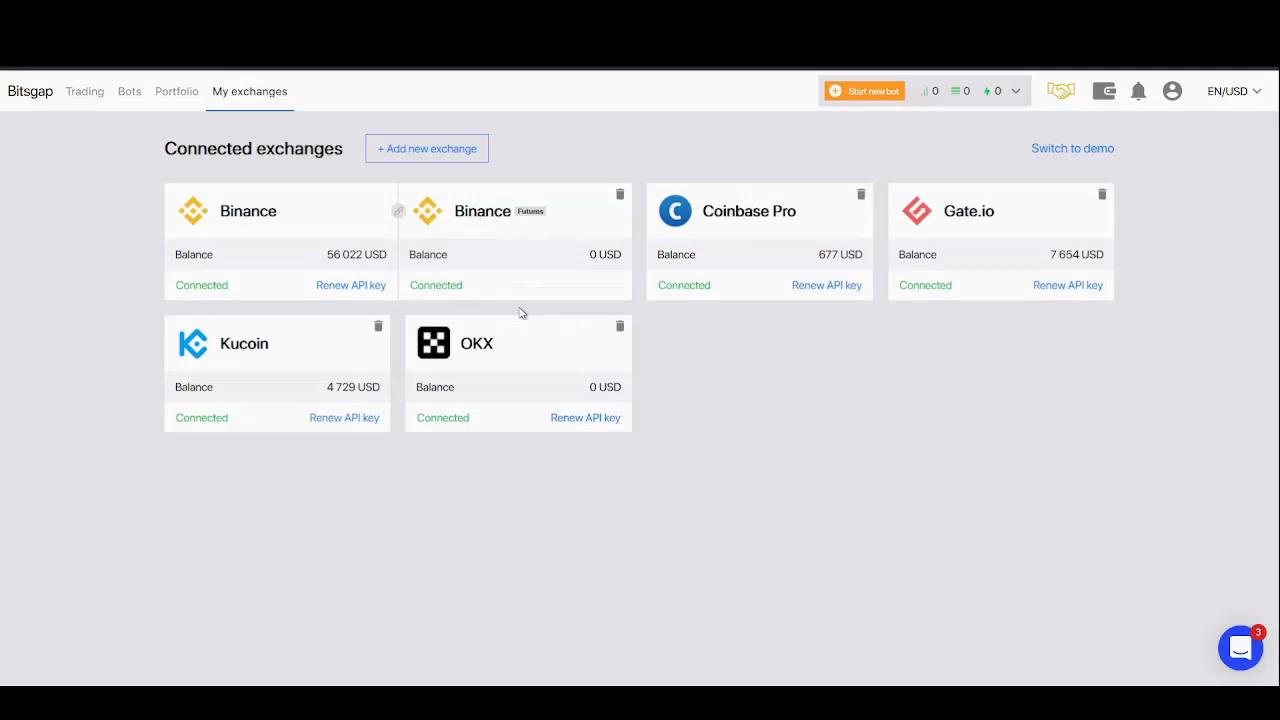 Bitsgap Trading Bots Portfolio My exchanges Start new bot 0 0 0 EN/USD
Connected exchanges + Add new exchange Switch to demo
Binance Binance Futures Coinbase Pro Gate.io
Balance 56 022 USD Balance 0 USD Balance 677 USD Balance 7 654 USD
Connected Renew API key Connected Connected Renew API key Connected Renew API key
Kucoin OKX
Balance 4 729 USD Balance 0 USD
Connected Renew API key Connected Renew API key
3